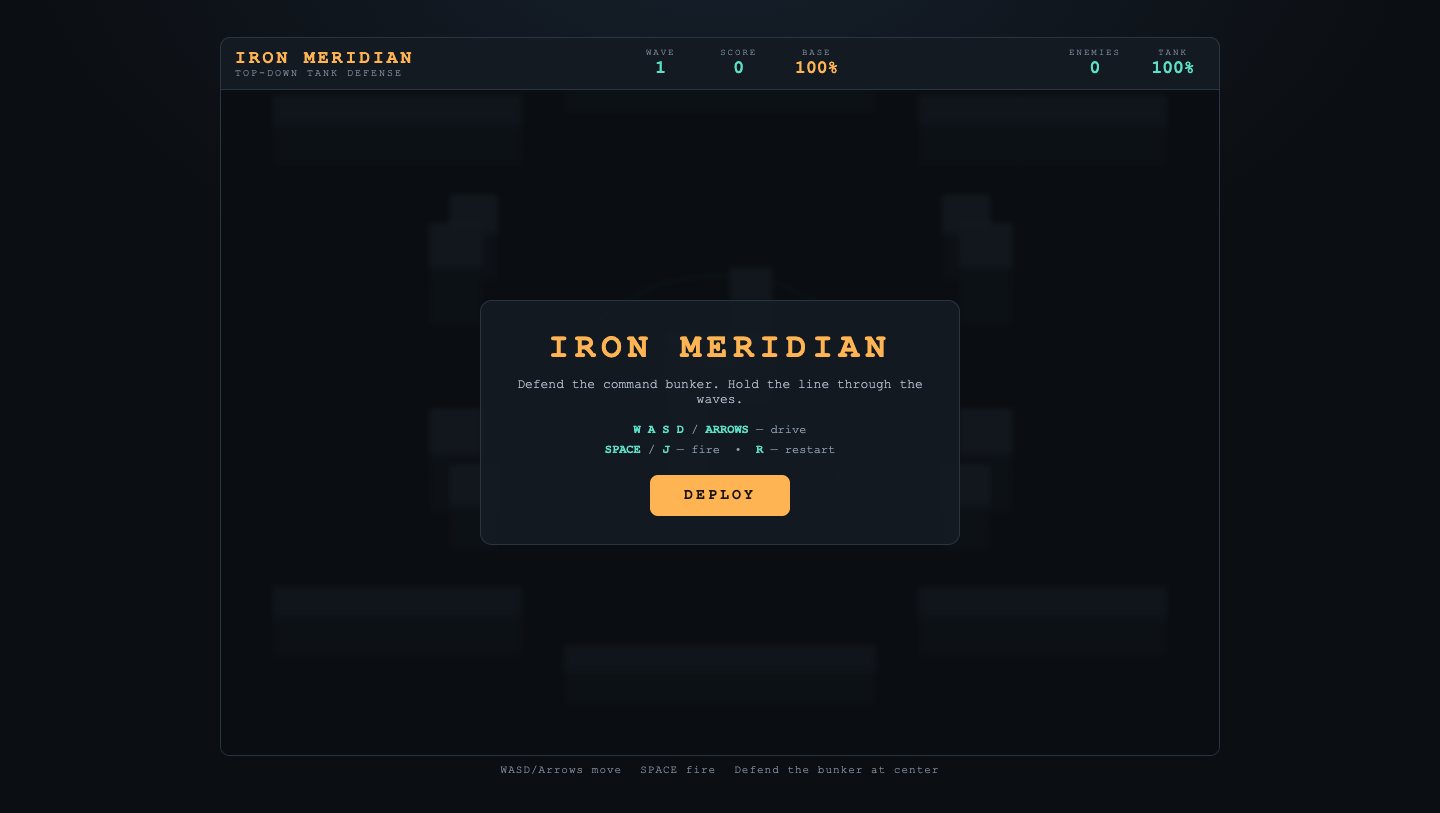 IRON MERIDIAN
TOP-DOWN TANK DEFENSE
WAVE
1
SCORE
0
BASE
100%
ENEMIES
0
TANK
100%
IRON MERIDIAN
Defend the command bunker. Hold the line through the
waves.
W A S D / ARROWS — drive
SPACE / J — fire • R — restart
DEPLOY
WASD/Arrows move SPACE fire Defend the bunker at center